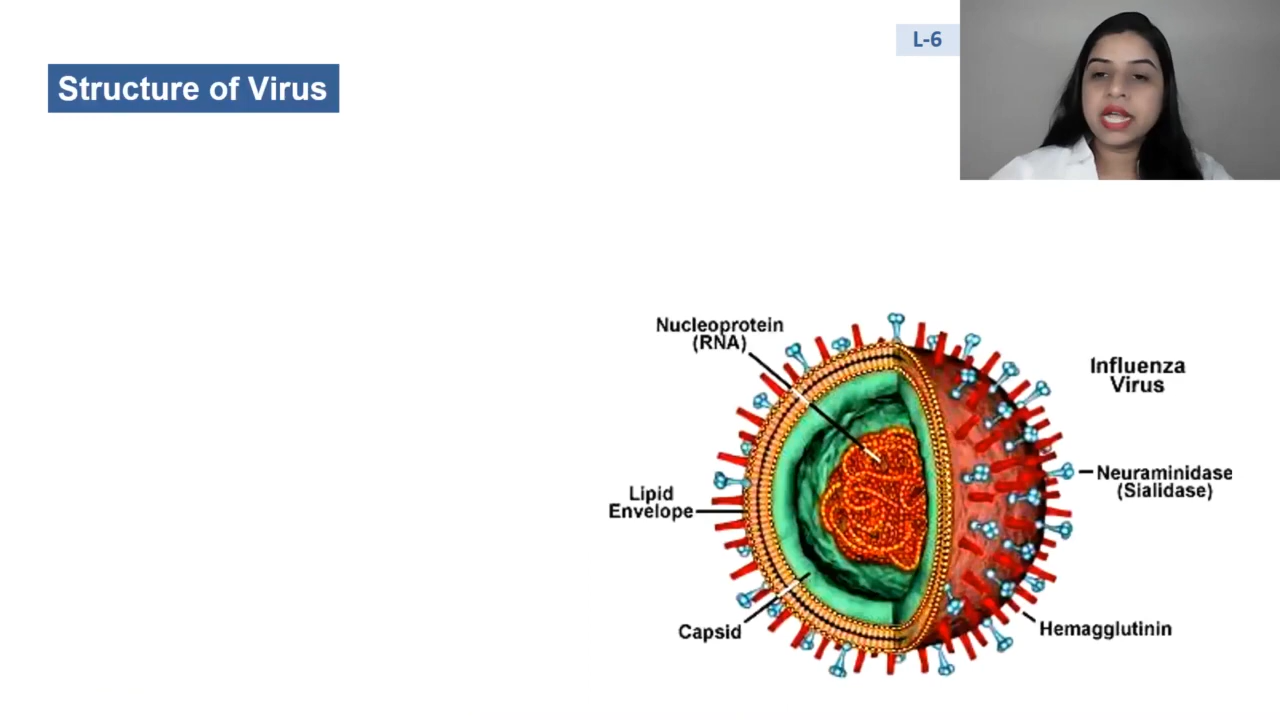 L-6
Structure of Virus
Nucleoprotein
(RNA)
Influenza
Virus
Neuraminidase
(Sialidase)
Lipid
Envelope
Capsid
Hemagglutinin